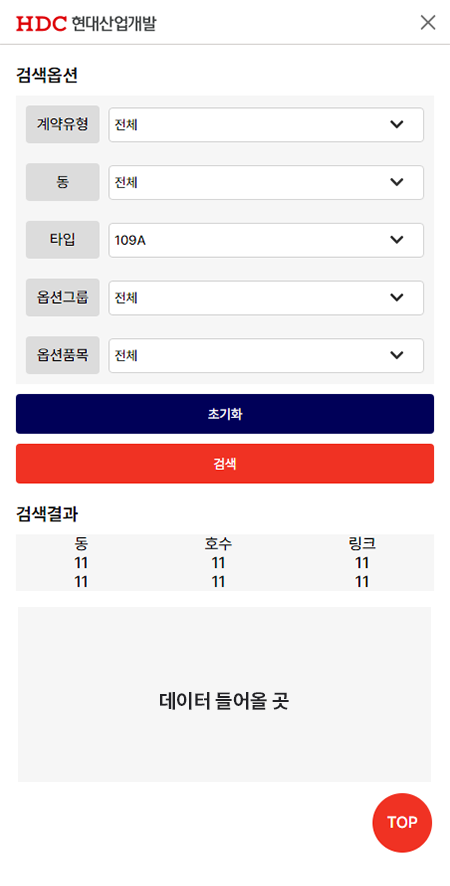 HDC 현대산업개발
검색옵션
계약유형 전체
동 전체
타입 109A
옵션그룹 전체
옵션품목 전체
초기화
검색
검색결과
동 호수 링크
11 11 11
11 11 11
데이터 들어올 곳
TOP